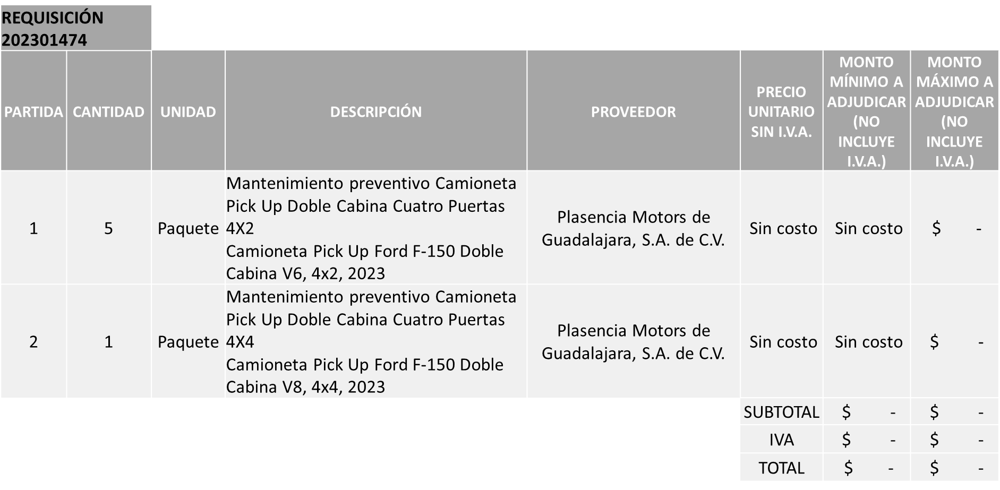 REQUISICIÓN
202301474
PARTIDA
CANTIDAD
UNIDAD
DESCRIPCIÓN
PROVEEDOR
PRECIO
UNITARIO
SIN I.V.A.
MONTO
MÍNIMO A
ADJUDICAR
(NO
INCLUYE
I.V.A.)
MONTO
MÁXIMO A
ADJUDICAR
(NO
INCLUYE
I.V.A.)
1
5
Paquete
Mantenimiento preventivo Camioneta
Pick Up Doble Cabina Cuatro Puertas
4X2
Camioneta Pick Up Ford F-150 Doble
Cabina V6, 4x2, 2023
Plasencia Motors de
Guadalajara, S.A. de C.V.
Sin costo
Sin costo
$ -
2
1
Paquete
Mantenimiento preventivo Camioneta
Pick Up Doble Cabina Cuatro Puertas
4X4
Camioneta Pick Up Ford F-150 Doble
Cabina V8, 4x4, 2023
Plasencia Motors de
Guadalajara, S.A. de C.V.
Sin costo
Sin costo
$ -
SUBTOTAL $ - $ -
IVA $ - $ -
TOTAL $ - $ -